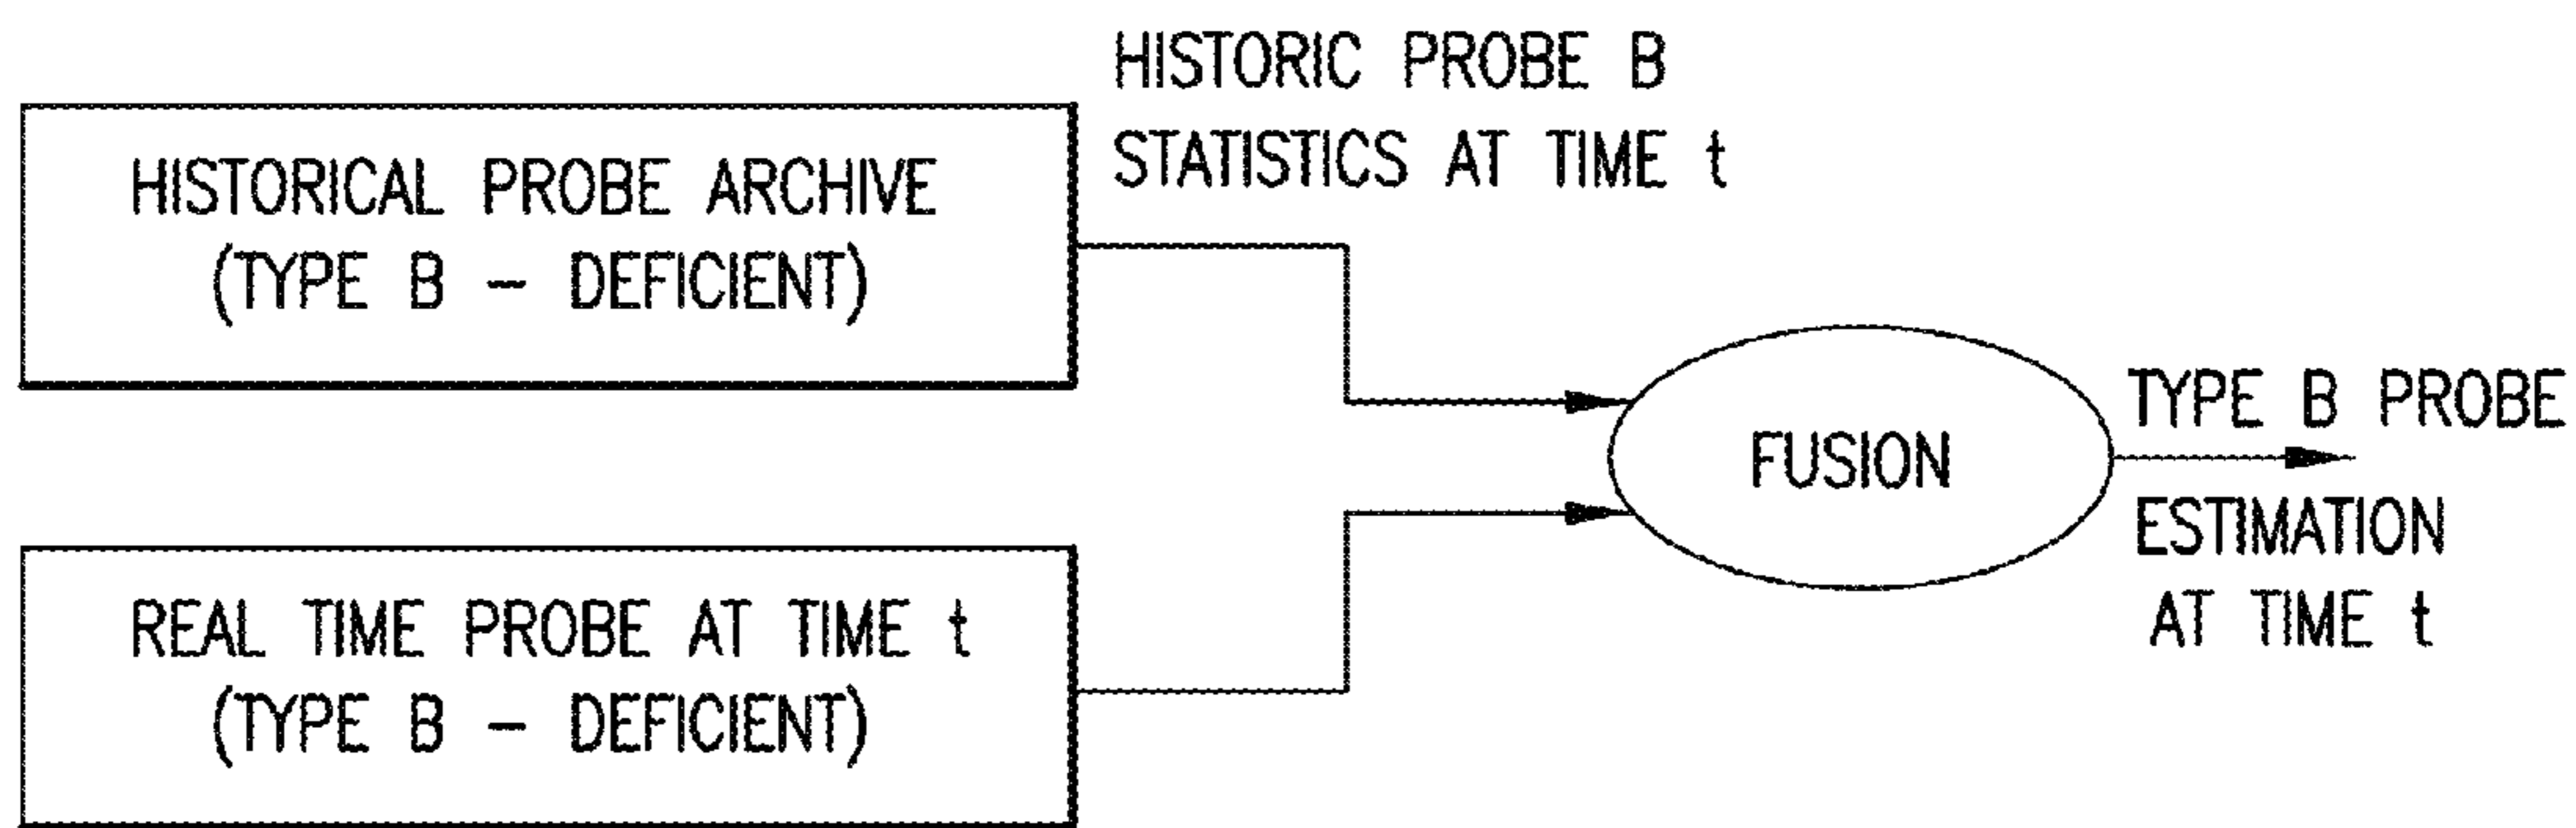 HISTORIC PROBE B
STATISTICS AT TIME t
HISTORICAL PROBE ARCHIVE
(TYPE B – DEFICIENT)
FUSION
TYPE B PROBE
ESTIMATION
AT TIME t
REAL TIME PROBE AT TIME t
(TYPE B – DEFICIENT)